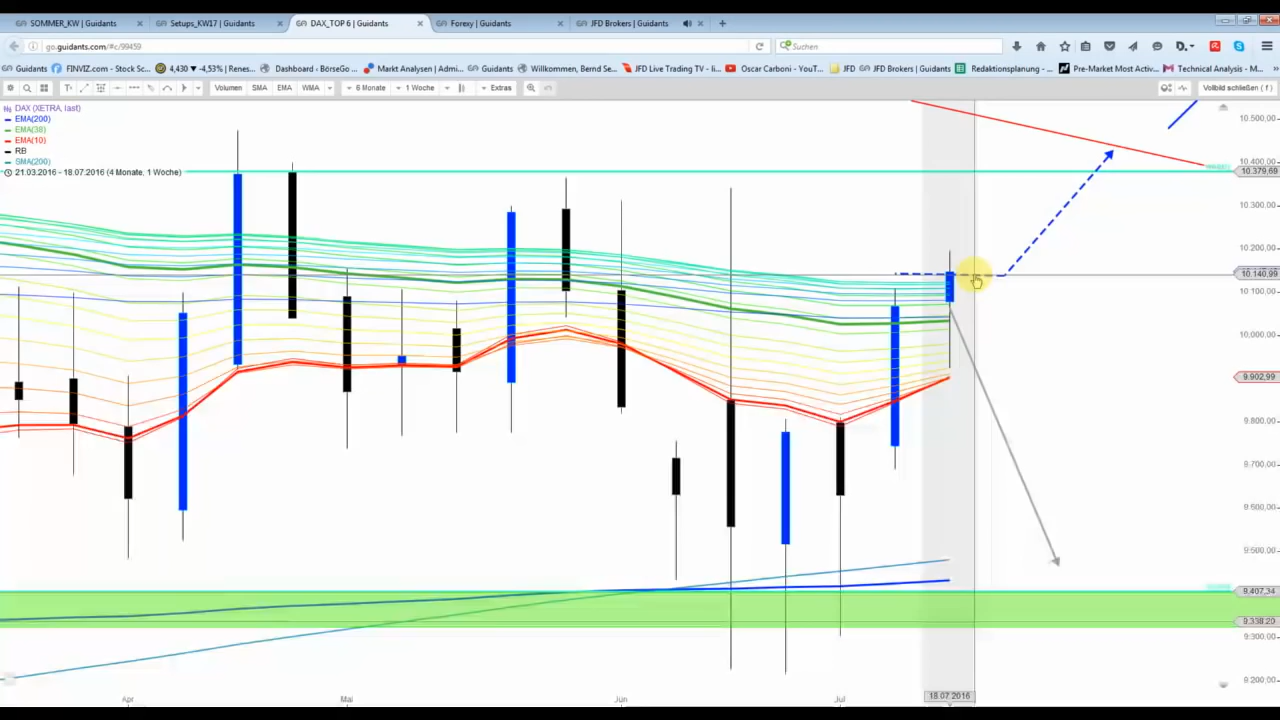 SOMMER_KW | Guidants
Setups_KW17 | Guidants
DAX_TOP 6 | Guidants
Forexy | Guidants
JFD Brokers | Guidants
go.guidants.com/#c/99459
Suchen
Guidants
FINVIZ.com - Stock Sc...
4,430 ▾ -4,53% | Renes...
Dashboard - BörseGo ...
Markt Analysen | Admi...
Guidants
Willkommen, Bernd Se...
JFD Live Trading TV - li...
Oscar Carboni - YouT...
JFD
JFD Brokers | Guidants
Redaktionsplanung - ...
Pre-Market Most Activ...
Technical Analysis - M...
Volumen
SMA
EMA
WMA
6 Monate
1 Woche
Extras
Vollbild schließen ( f )
DAX (XETRA, last)
EMA(200)
EMA(38)
EMA(10)
RB
SMA(200)
21.03.2016 - 18.07.2016 (4 Monate, 1 Woche)
10.500,00
10.400,00
10.379,69
10.300,00
10.200,00
10.140,99
10.100,00
10.000,00
9.902,99
9.800,00
9.700,00
9.600,00
9.500,00
9.407,34
9.338,20
9.200,00
Apr
Mai
Jun
Jul
18.07.2016